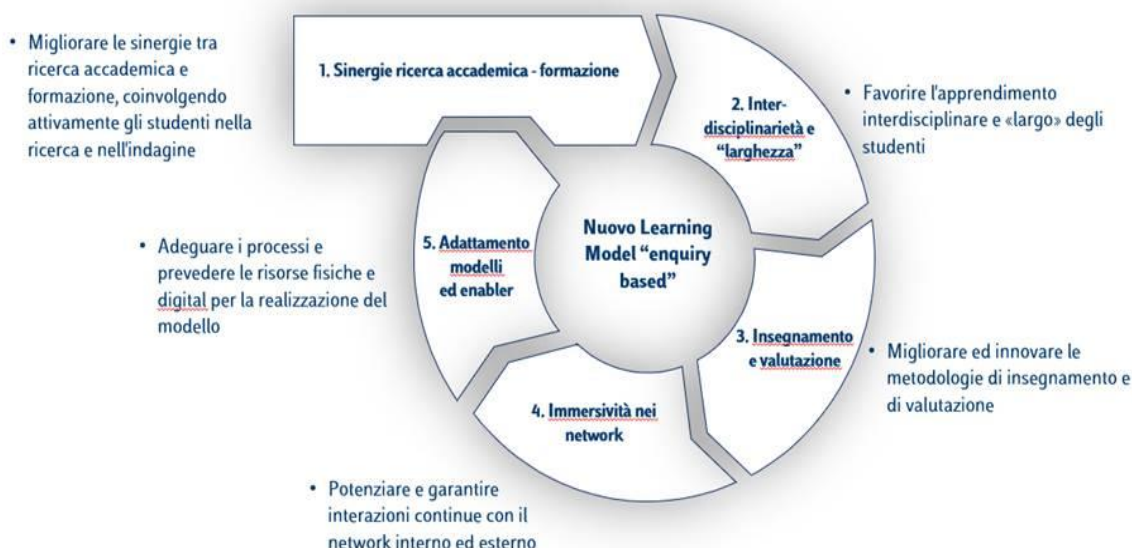 • Migliorare le sinergie tra
ricerca accademica e
formazione, coinvolgendo
attivamente gli studenti nella
ricerca e nell'indagine
1. Sinergie ricerca accademica - formazione
2. Inter-
disciplinarietà e
“larghezza”
• Favorire l'apprendimento
interdisciplinare e «largo» degli
studenti
Nuovo Learning
Model “enquiry
based”
3. Insegnamento
e valutazione
• Migliorare ed innovare le
metodologie di insegnamento e
di valutazione
4. Immersività nei
network
• Potenziare e garantire
interazioni continue con il
network interno ed esterno
5. Adattamento
modelli
ed enabler
• Adeguare i processi e
prevedere le risorse fisiche e
digital per la realizzazione del
modello